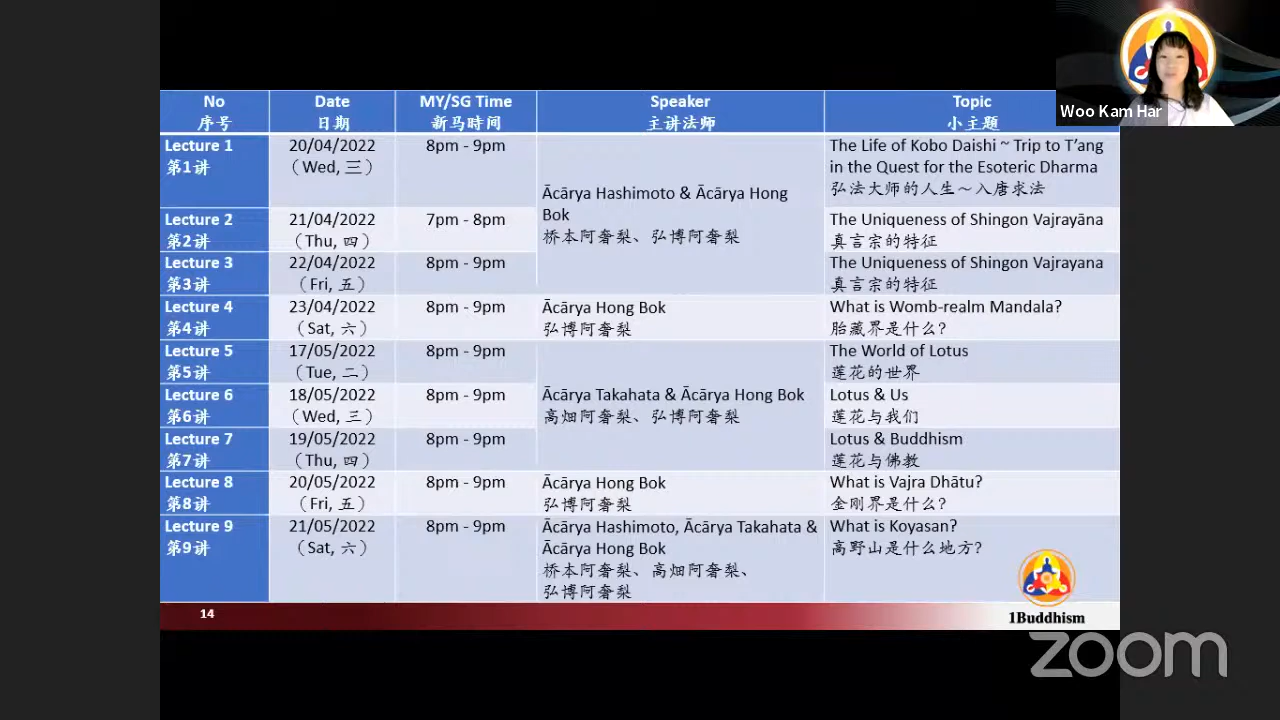 No
序号
Date
日期
MY/SG Time
新马时间
Speaker
主讲法师
Topic
小主题
Woo Kam Har
Lecture 1
第1讲
20/04/2022
（Wed, 三）
8pm - 9pm
Ācārya Hashimoto & Ācārya Hong
Bok
桥本阿奢梨、弘博阿奢梨
The Life of Kobo Daishi ~ Trip to T’ang
in the Quest for the Esoteric Dharma
弘法大师的人生～入唐求法
Lecture 2
第2讲
21/04/2022
（Thu, 四）
7pm - 8pm
The Uniqueness of Shingon Vajrayāna
真言宗的特征
Lecture 3
第3讲
22/04/2022
（Fri, 五）
8pm - 9pm
The Uniqueness of Shingon Vajrayana
真言宗的特征
Lecture 4
第4讲
23/04/2022
（Sat, 六）
8pm - 9pm
Ācārya Hong Bok
弘博阿奢梨
What is Womb-realm Mandala?
胎藏界是什么?
Lecture 5
第5讲
17/05/2022
（Tue, 二）
8pm - 9pm
Ācārya Takahata & Ācārya Hong Bok
高畑阿奢梨、弘博阿奢梨
The World of Lotus
莲花的世界
Lecture 6
第6讲
18/05/2022
（Wed, 三）
8pm - 9pm
Lotus & Us
莲花与我们
Lecture 7
第7讲
19/05/2022
（Thu, 四）
8pm - 9pm
Lotus & Buddhism
莲花与佛教
Lecture 8
第8讲
20/05/2022
（Fri, 五）
8pm - 9pm
Ācārya Hong Bok
弘博阿奢梨
What is Vajra Dhātu?
金刚界是什么?
Lecture 9
第9讲
21/05/2022
（Sat, 六）
8pm - 9pm
Ācārya Hashimoto, Ācārya Takahata &
Ācārya Hong Bok
桥本阿奢梨、高畑阿奢梨、
弘博阿奢梨
What is Koyasan?
高野山是什么地方?
14
1Buddhism
zoom